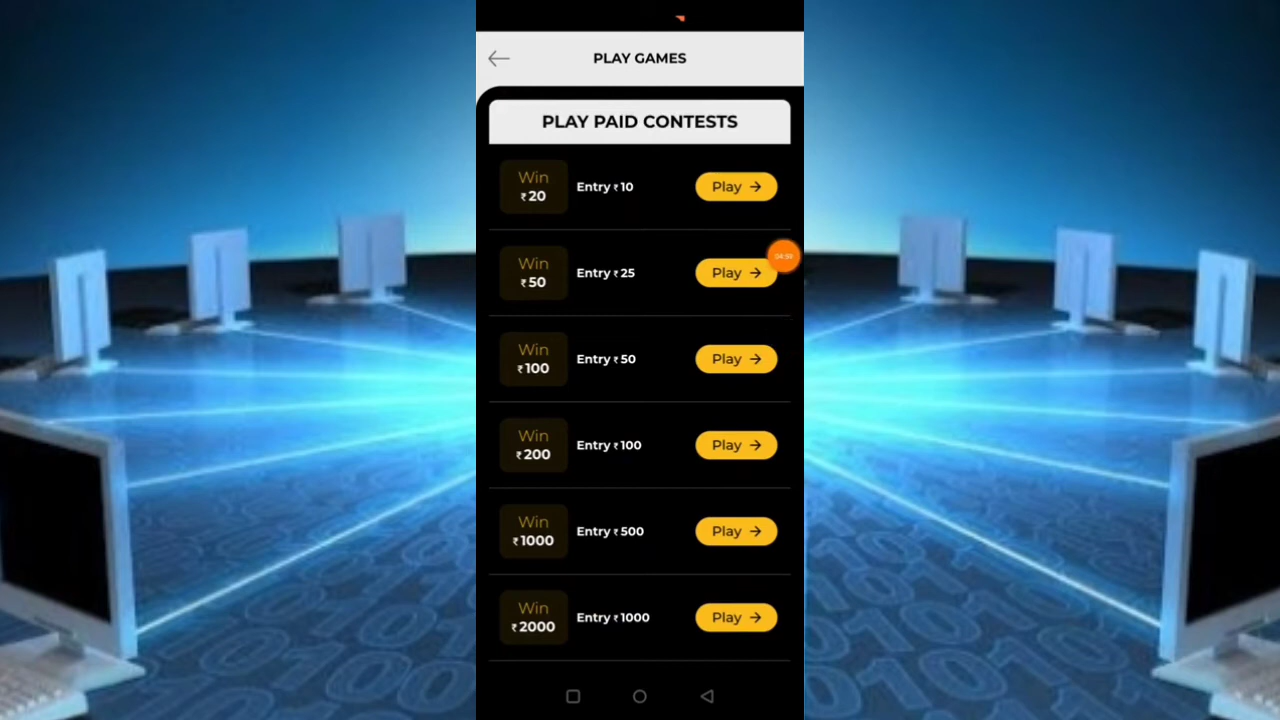 PLAY GAMES
PLAY PAID CONTESTS
Win
₹20
Entry ₹ 10
Play →
Win
₹50
Entry ₹ 25
Play →
Win
₹100
Entry ₹ 50
Play →
Win
₹200
Entry ₹ 100
Play →
Win
₹1000
Entry ₹ 500
Play →
Win
₹2000
Entry ₹ 1000
Play →